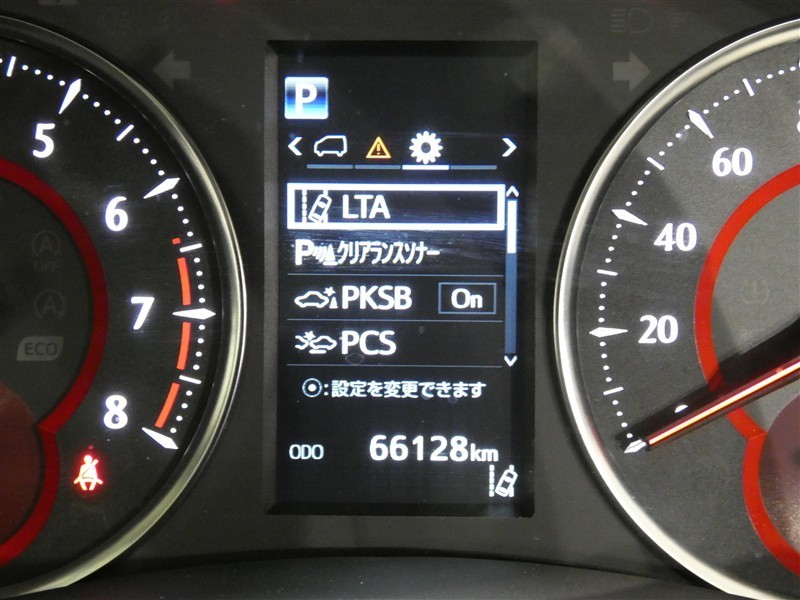 P
LTA
P クリアランスソナー
PKSB On
PCS
:設定を変更できます
ODO 66128km
5
6
7
8
ECO
60
40
20